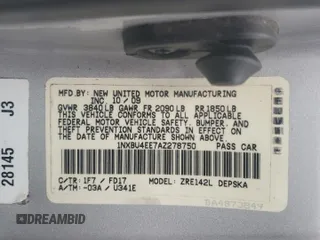 MFD. BY: NEW UNITED MOTOR MANUFACTURING
INC. 10 / 09
GVWR 3840LB GAWR FR 2090LB RR 1850LB
THIS VEHICLE CONFORMS TO ALL APPLICABLE
FEDERAL MOTOR VEHICLE SAFETY, BUMPER,
AND THEFT PREVENTION STANDARDS IN
EFFECT ON THE DATE OF MANUFACTURE
SHOWN ABOVE.
1NXBU4EE7AZ278750 PASS CAR
C/TR: 1F7 / FD17 MODEL: ZRE142L DEPSKA
A/TM: -03A / U341E
28145 J3
AUTOBIDMASTER